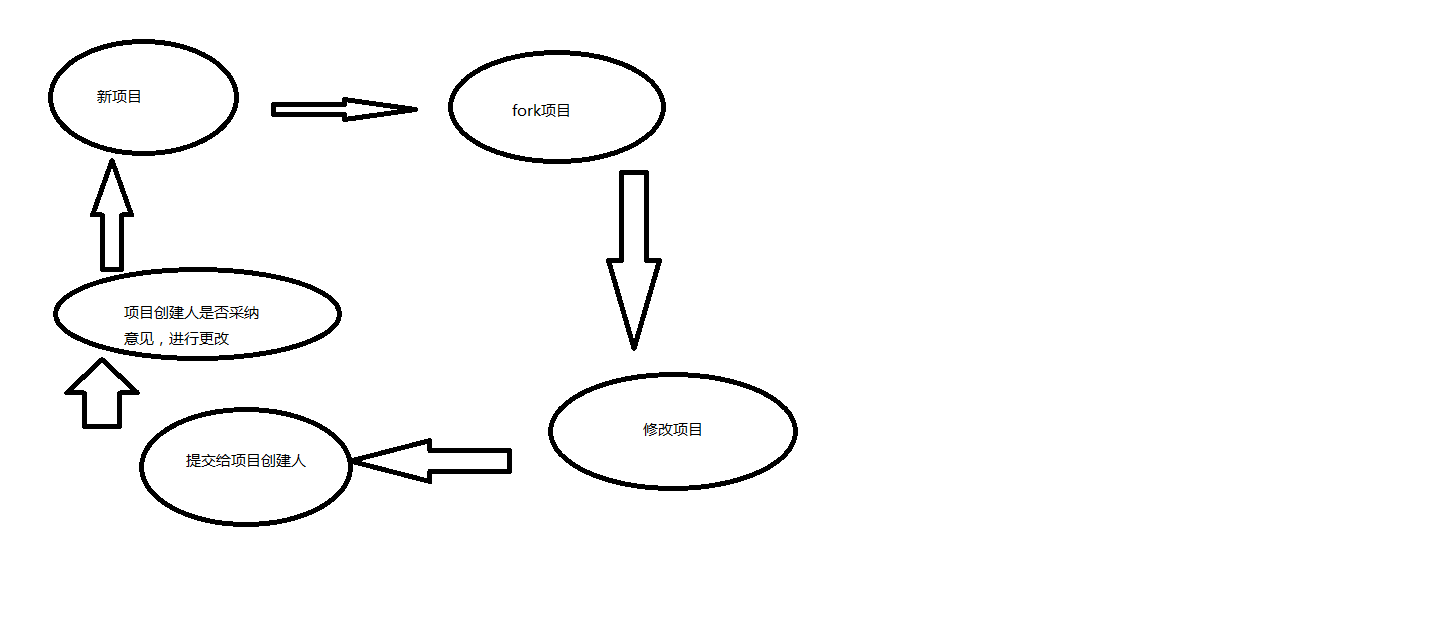 新项目
fork项目
项目创建人是否采纳
意见，进行更改
修改项目
提交给项目创建人